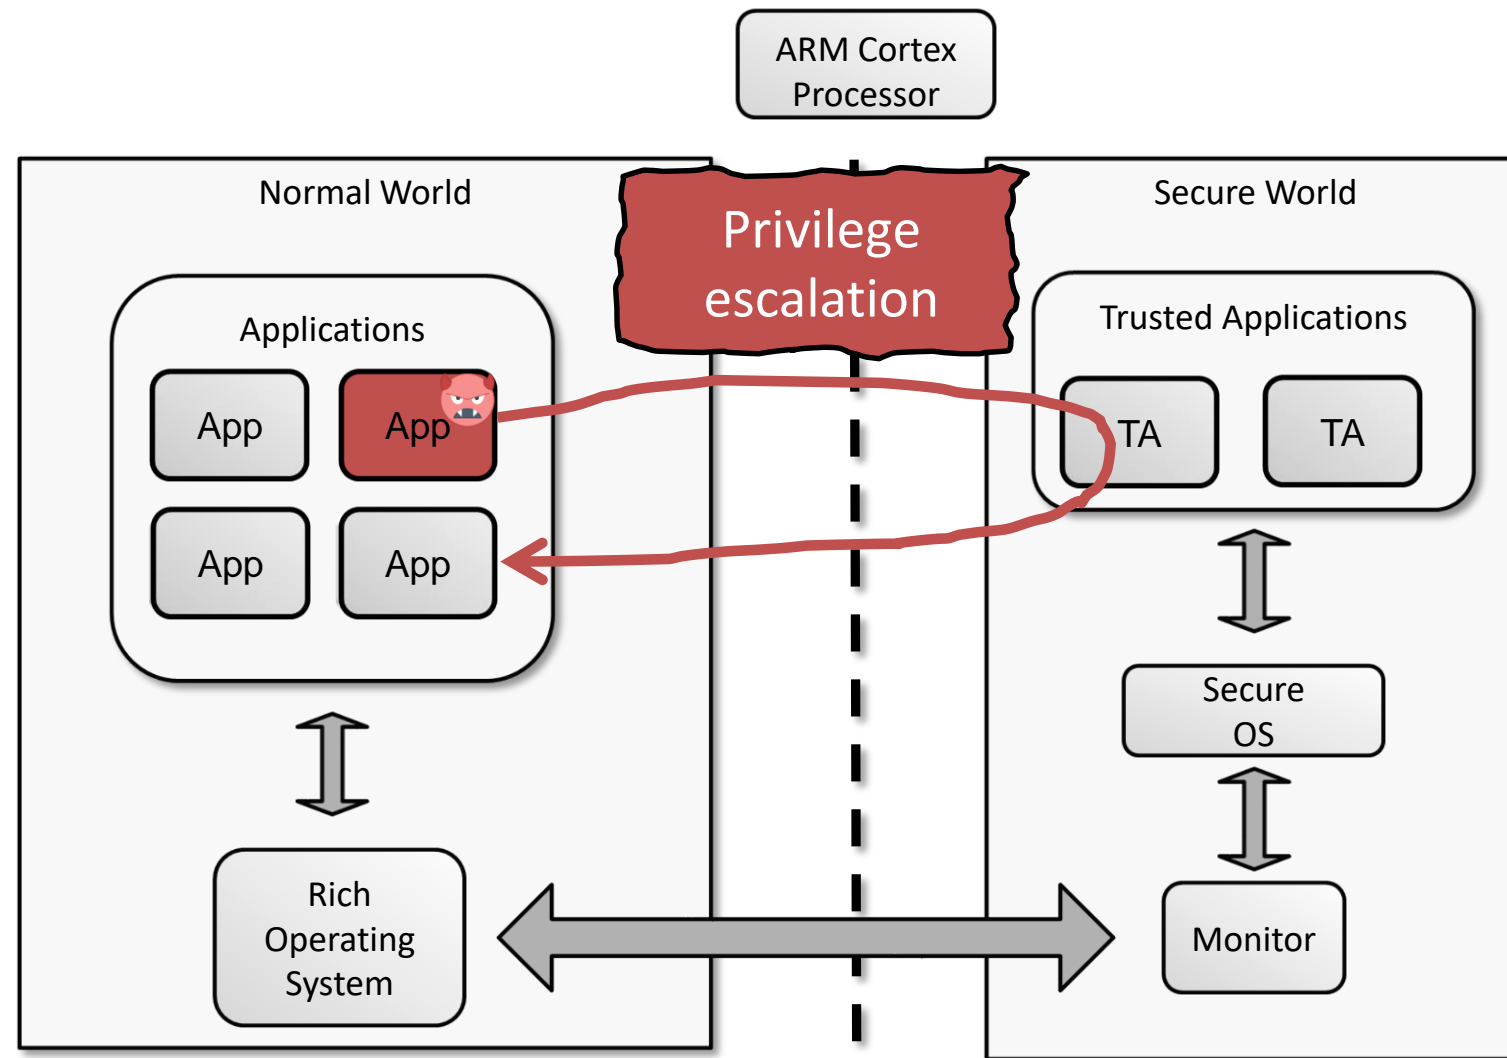 ARM Cortex
Processor
Normal World
Privilege
escalation
Secure World
Applications
App
App
App
App
Trusted Applications
TA
TA
Secure
OS
Rich
Operating
System
Monitor